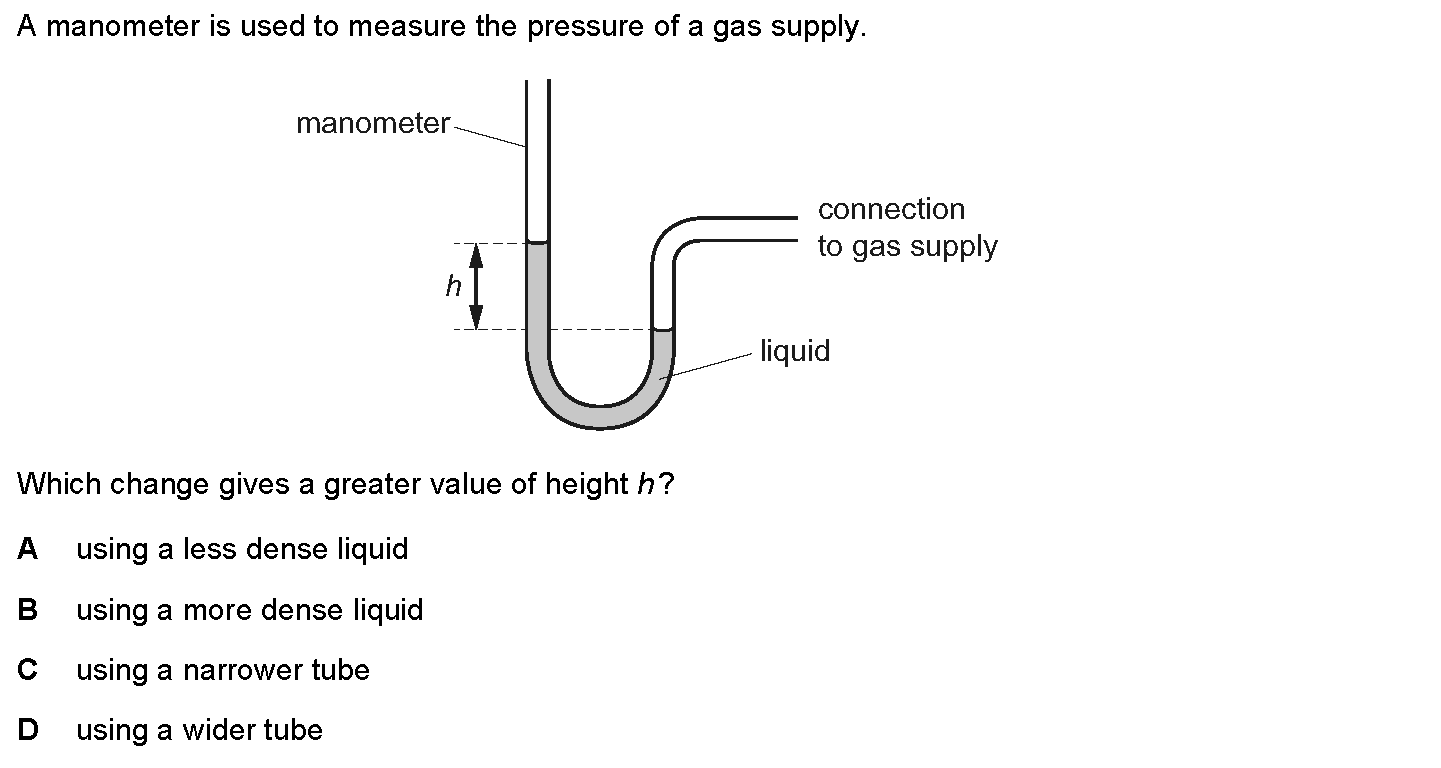 A manometer is used to measure the pressure of a gas supply.
manometer
connection
to gas supply
h
liquid
Which change gives a greater value of height h?
A using a less dense liquid
B using a more dense liquid
C using a narrower tube
D using a wider tube